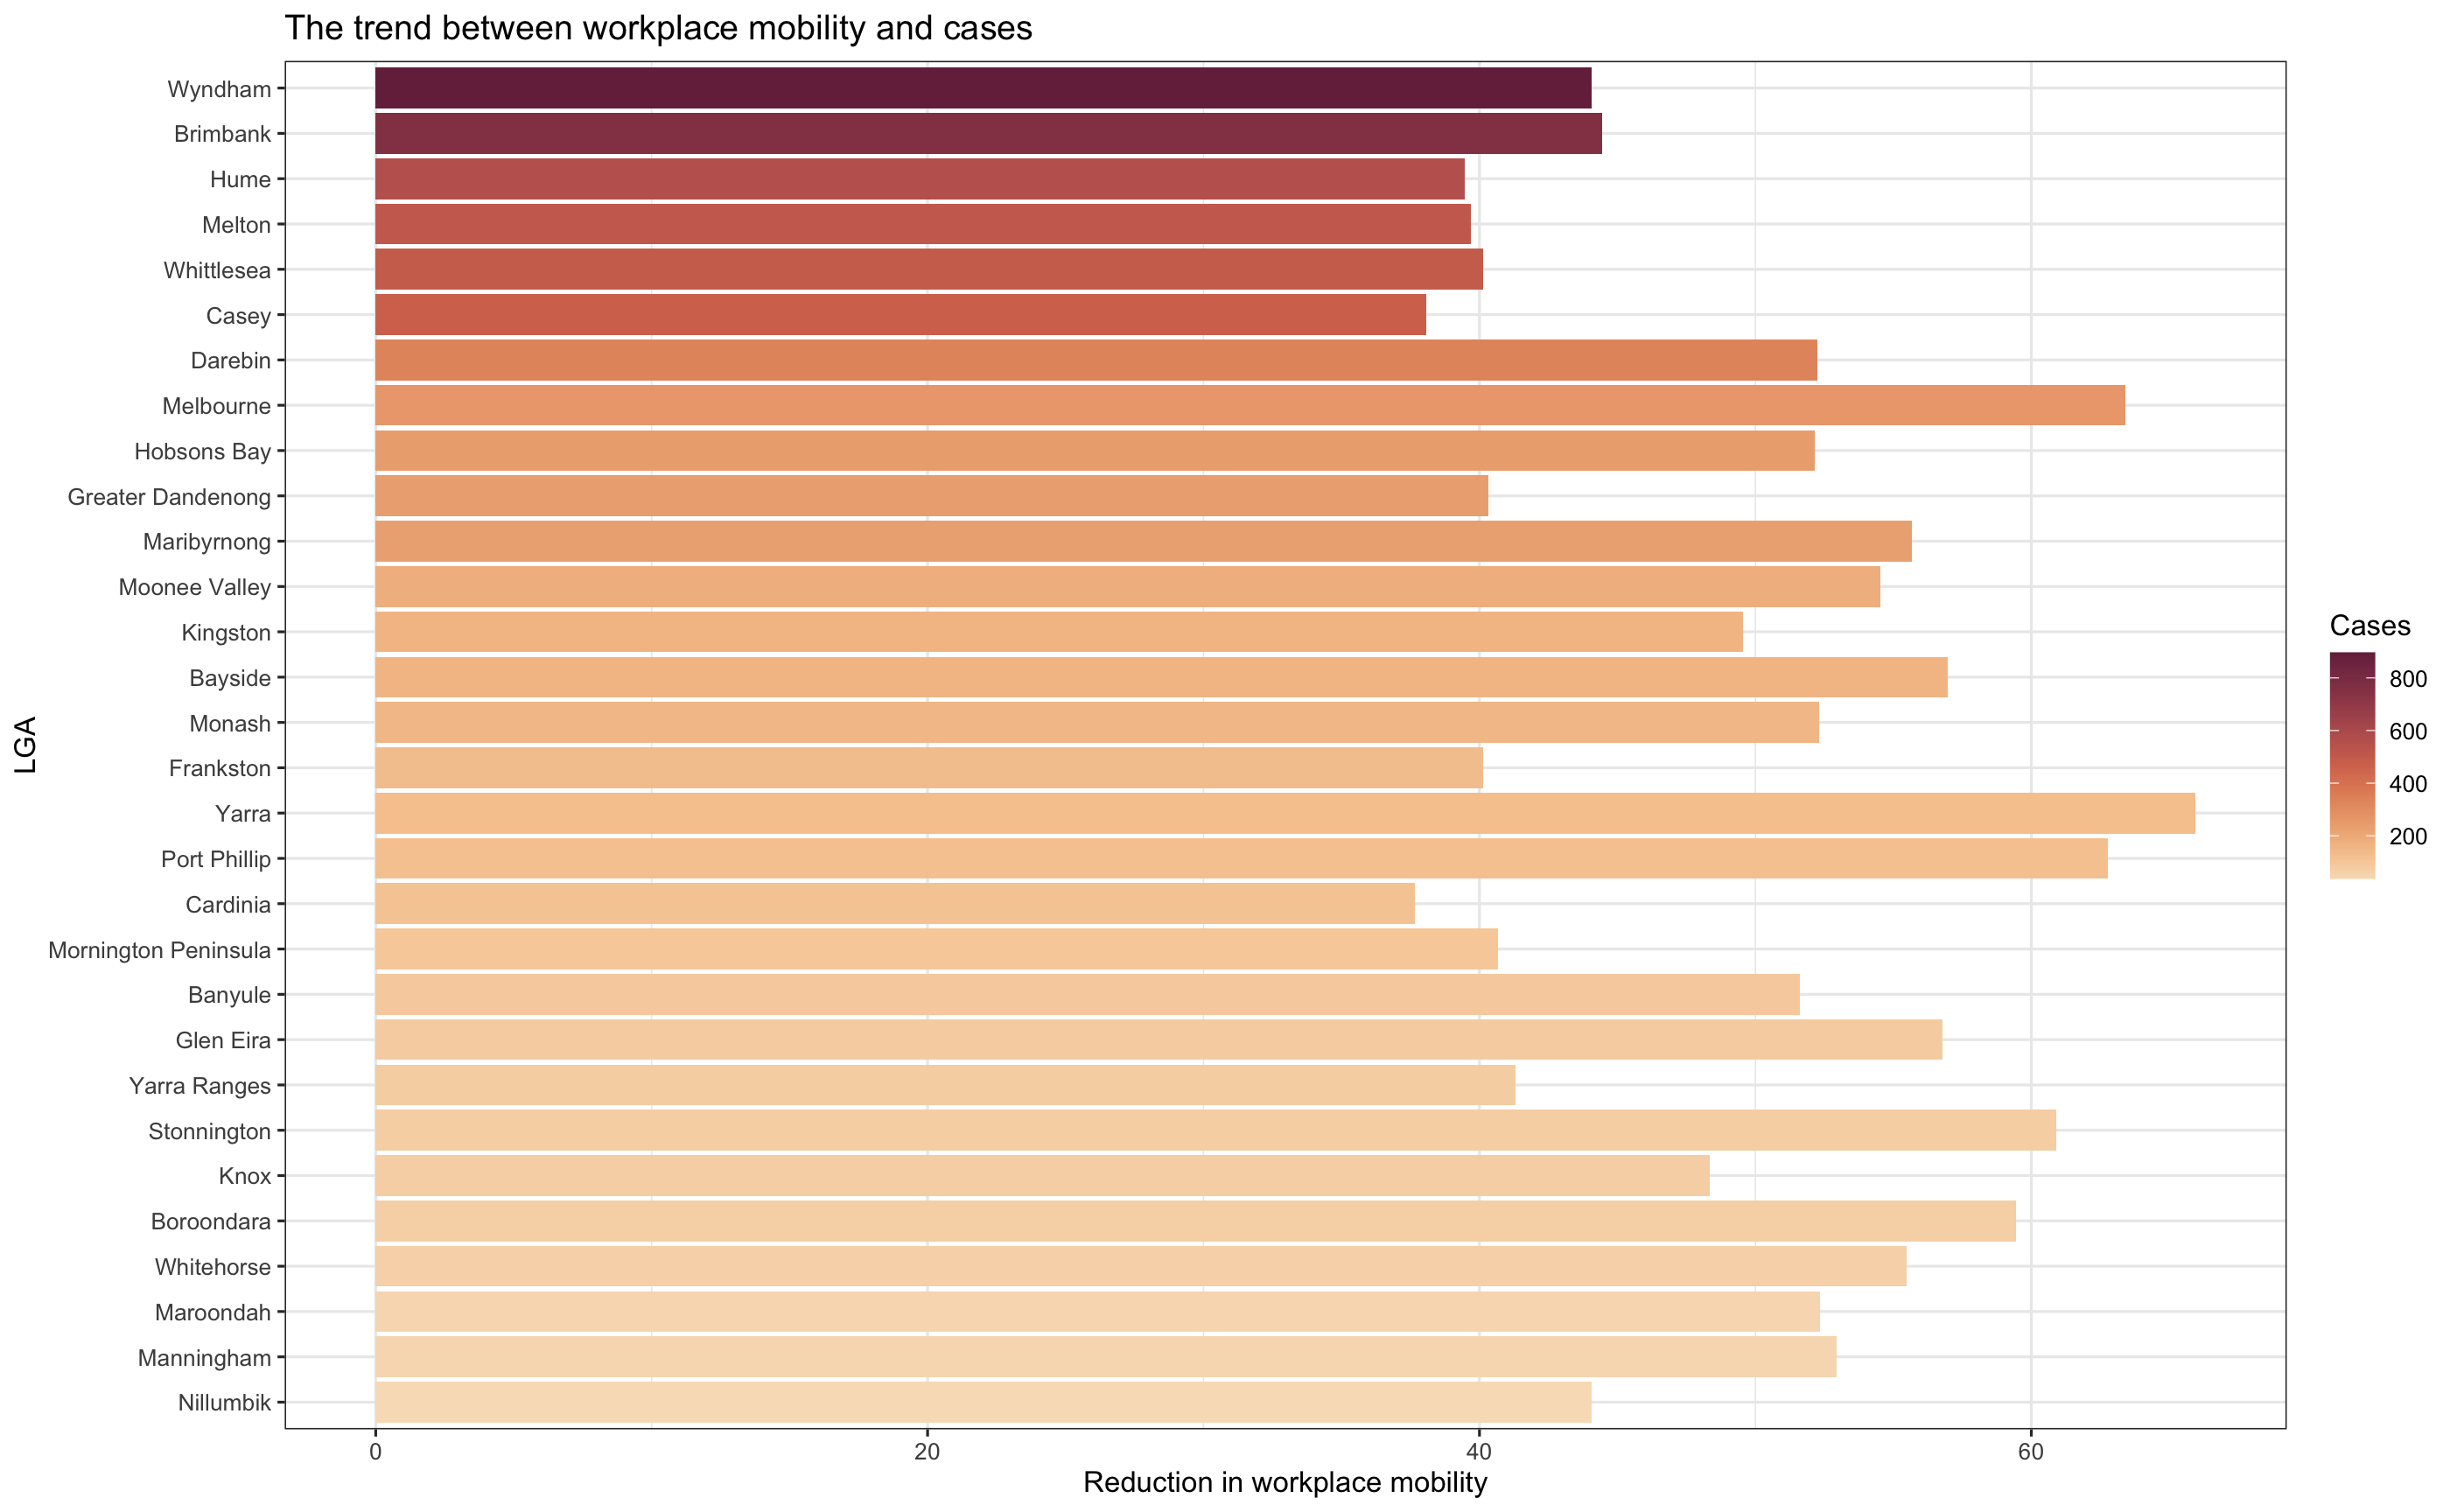 The trend between workplace mobility and cases
LGA
Wyndham
Brimbank
Hume
Melton
Whittlesea
Casey
Darebin
Melbourne
Hobsons Bay
Greater Dandenong
Maribyrnong
Moonee Valley
Kingston
Bayside
Monash
Frankston
Yarra
Port Phillip
Cardinia
Mornington Peninsula
Banyule
Glen Eira
Yarra Ranges
Stonnington
Knox
Boroondara
Whitehorse
Maroondah
Manningham
Nillumbik
0 20 40 60
Reduction in workplace mobility
Cases
800
600
400
200